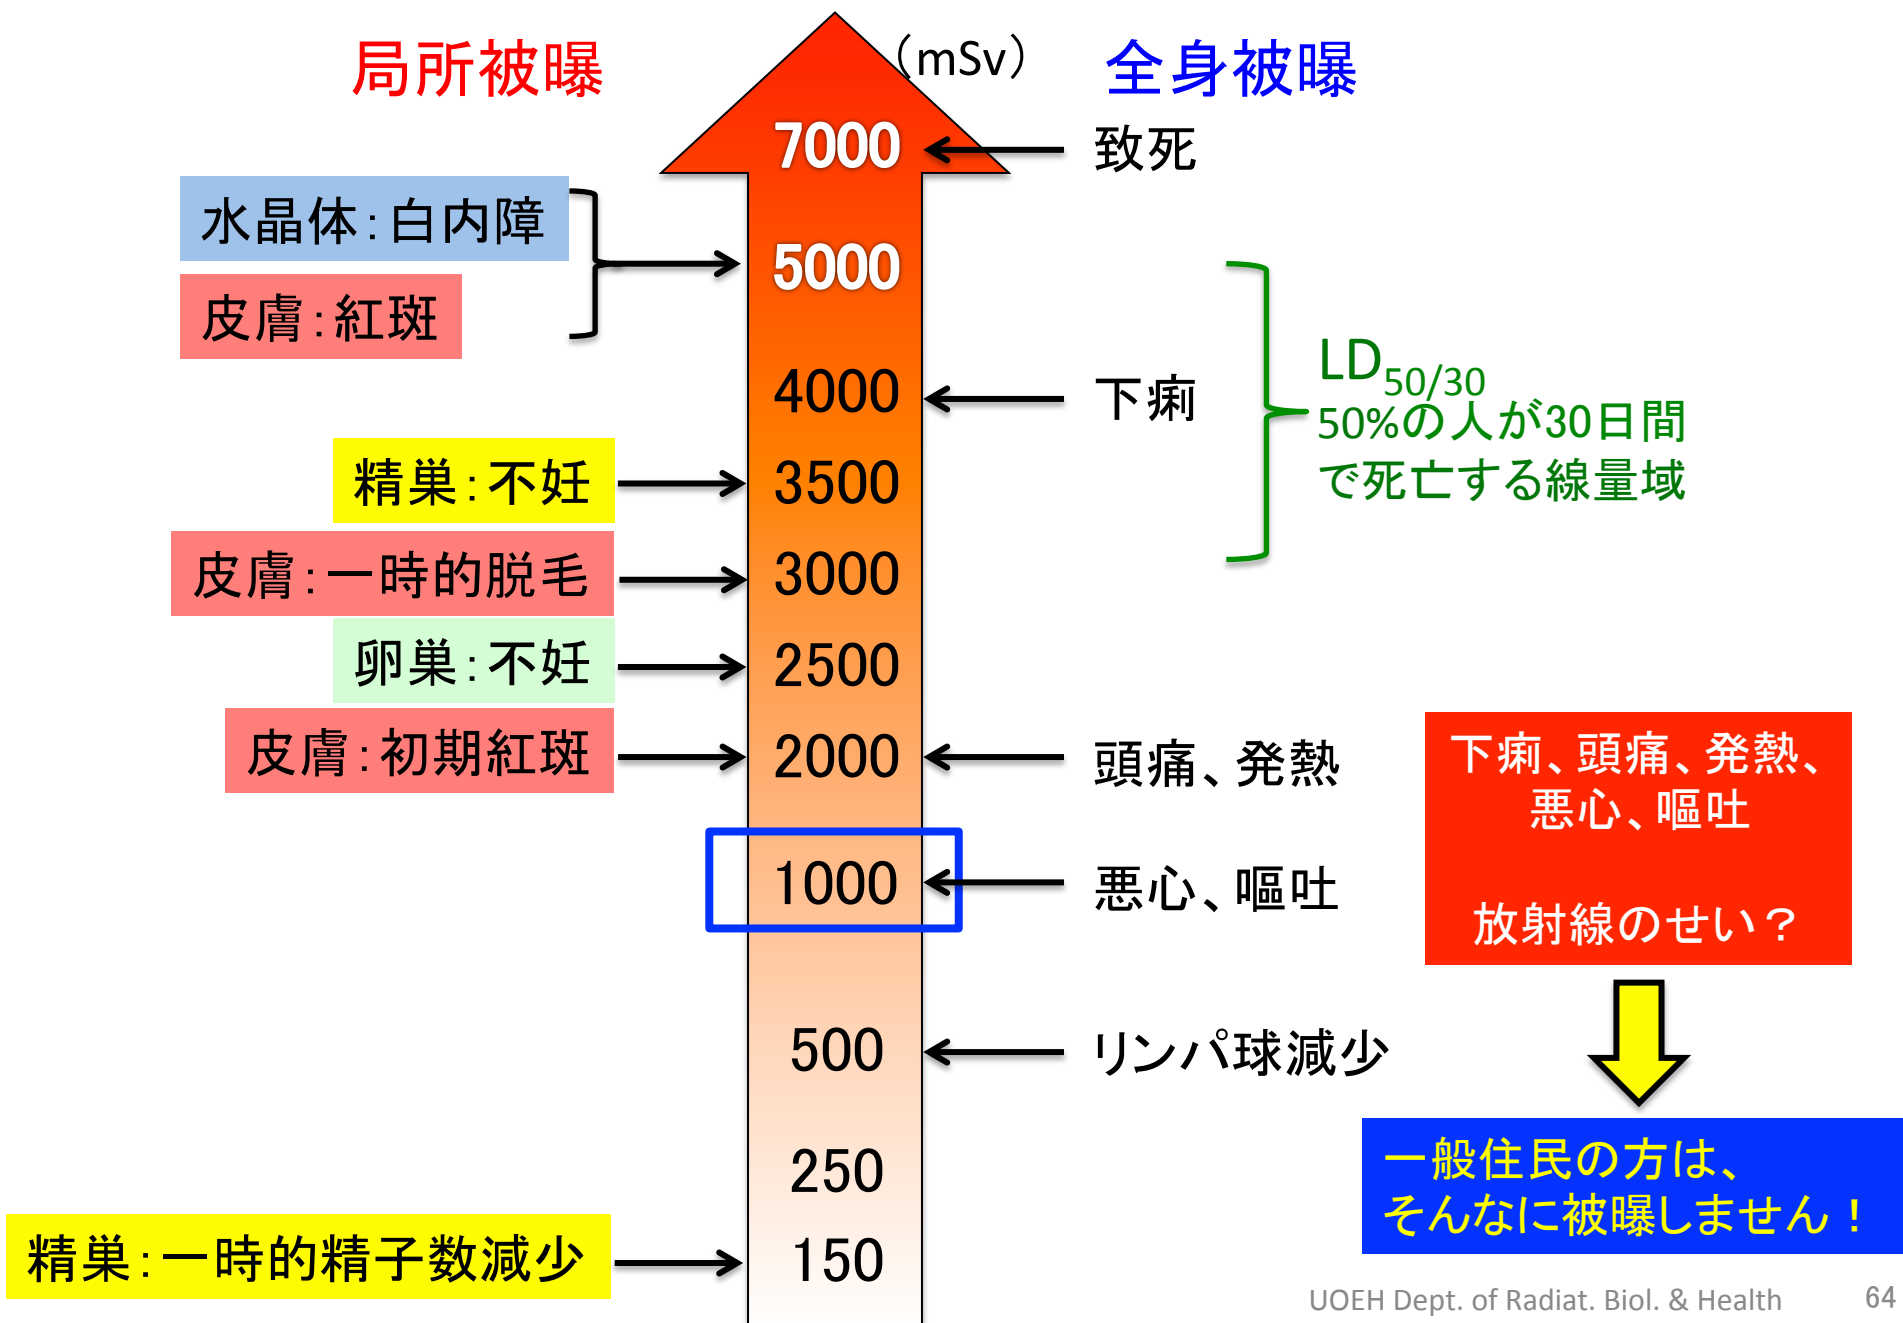 局所被曝
(mSv)
全身被曝
7000
致死
水晶体：白内障
5000
皮膚：紅斑
LD50/30
50%の人が30日間
で死亡する線量域
4000
下痢
精巣：不妊
3500
皮膚：一時的脱毛
3000
卵巣：不妊
2500
皮膚：初期紅斑
2000
頭痛、発熱
下痢、頭痛、発熱、
悪心、嘔吐
放射線のせい？
1000
悪心、嘔吐
500
リンパ球減少
一般住民の方は、
そんなに被曝しません！
250
精巣：一時的精子数減少
150
UOEH Dept. of Radiat. Biol. & Health
64